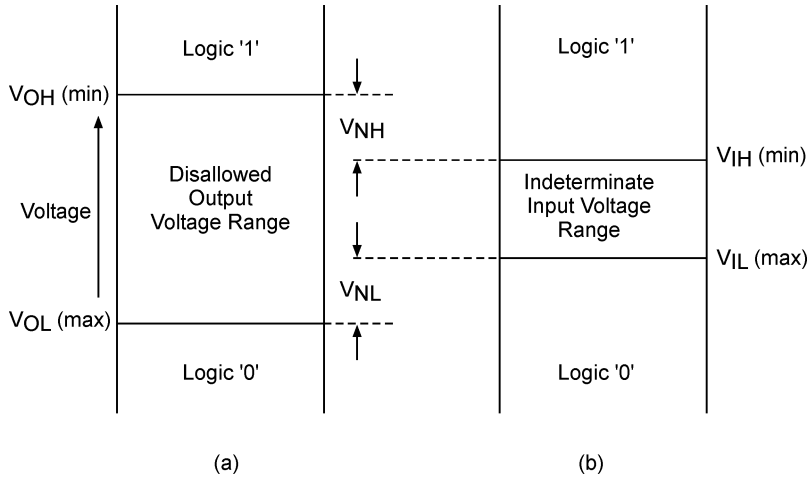 Logic '1'
Logic '1'
VOH (min)
VNH
VIH (min)
Disallowed
Output
Voltage Range
Indeterminate
Input Voltage
Range
Voltage
VIL (max)
VNL
VOL (max)
Logic '0'
Logic '0'
(a)
(b)